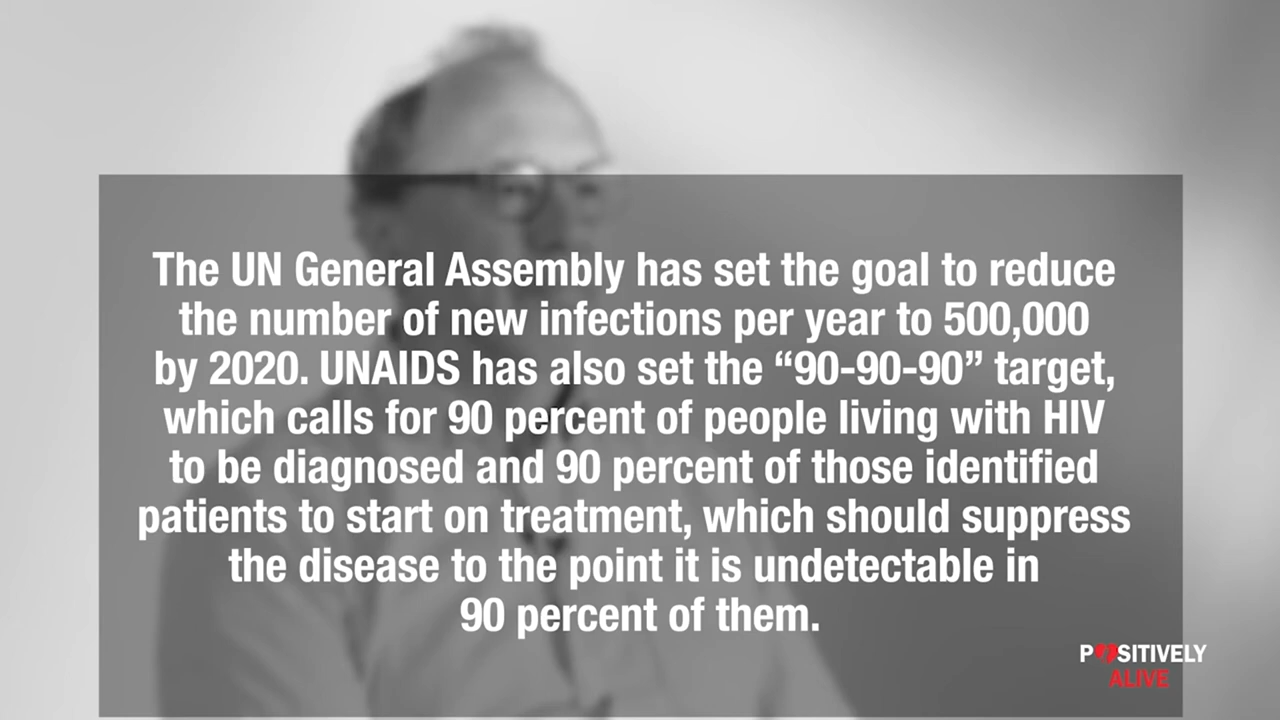 The UN General Assembly has set the goal to reduce
the number of new infections per year to 500,000
by 2020. UNAIDS has also set the “90-90-90” target,
which calls for 90 percent of people living with HIV
to be diagnosed and 90 percent of those identified
patients to start on treatment, which should suppress
the disease to the point it is undetectable in
90 percent of them.
POSITIVELY
ALIVE